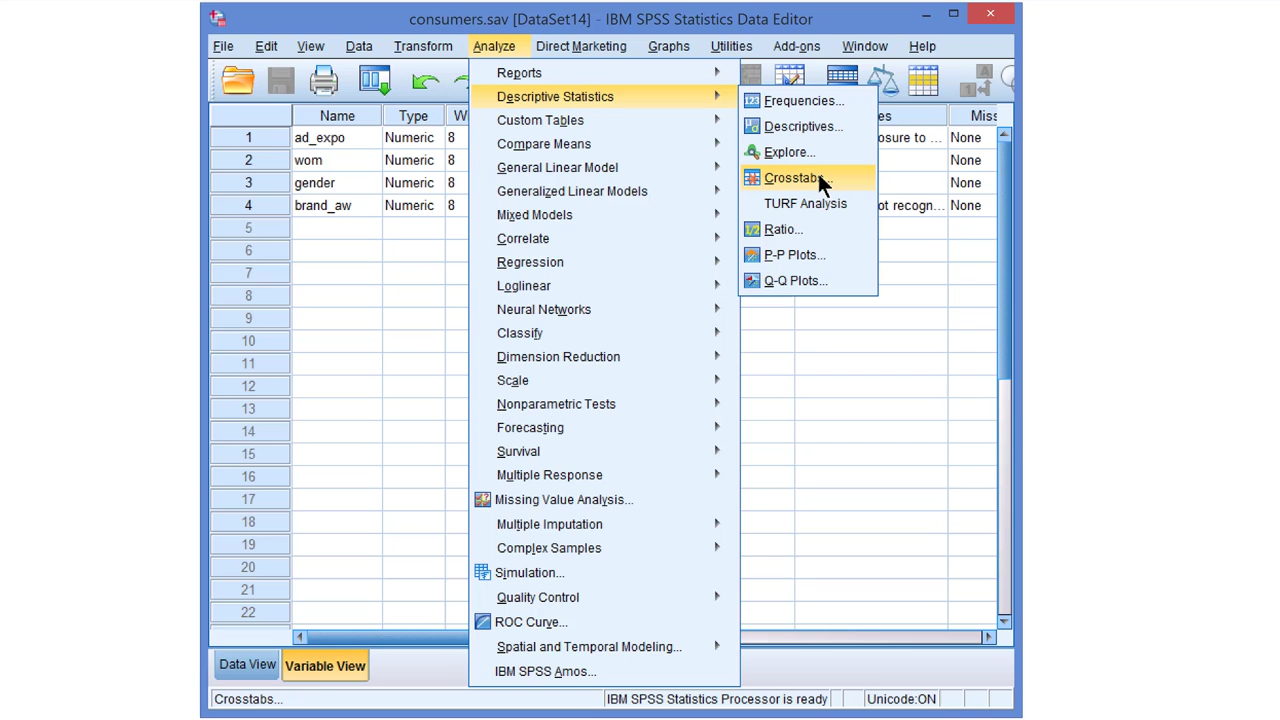 consumers.sav [DataSet14] - IBM SPSS Statistics Data Editor
File Edit View Data Transform Analyze Direct Marketing Graphs Utilities Add-ons Window Help
Reports
Descriptive Statistics
Custom Tables
Compare Means
General Linear Model
Generalized Linear Models
Mixed Models
Correlate
Regression
Loglinear
Neural Networks
Classify
Dimension Reduction
Scale
Nonparametric Tests
Forecasting
Survival
Multiple Response
Missing Value Analysis...
Multiple Imputation
Complex Samples
Simulation...
Quality Control
ROC Curve...
Spatial and Temporal Modeling...
IBM SPSS Amos...
Frequencies...
Descriptives...
Explore...
Crosstabs...
TURF Analysis
Ratio...
P-P Plots...
Q-Q Plots...
Name Type W es Miss
1 ad_expo Numeric 8 osure to ... None
2 wom Numeric 8 None
3 gender Numeric 8 None
4 brand_aw Numeric 8 ot recogn... None
5
6
7
8
9
10
11
12
13
14
15
16
17
18
19
20
21
22
Data View Variable View
Crosstabs... IBM SPSS Statistics Processor is ready Unicode:ON